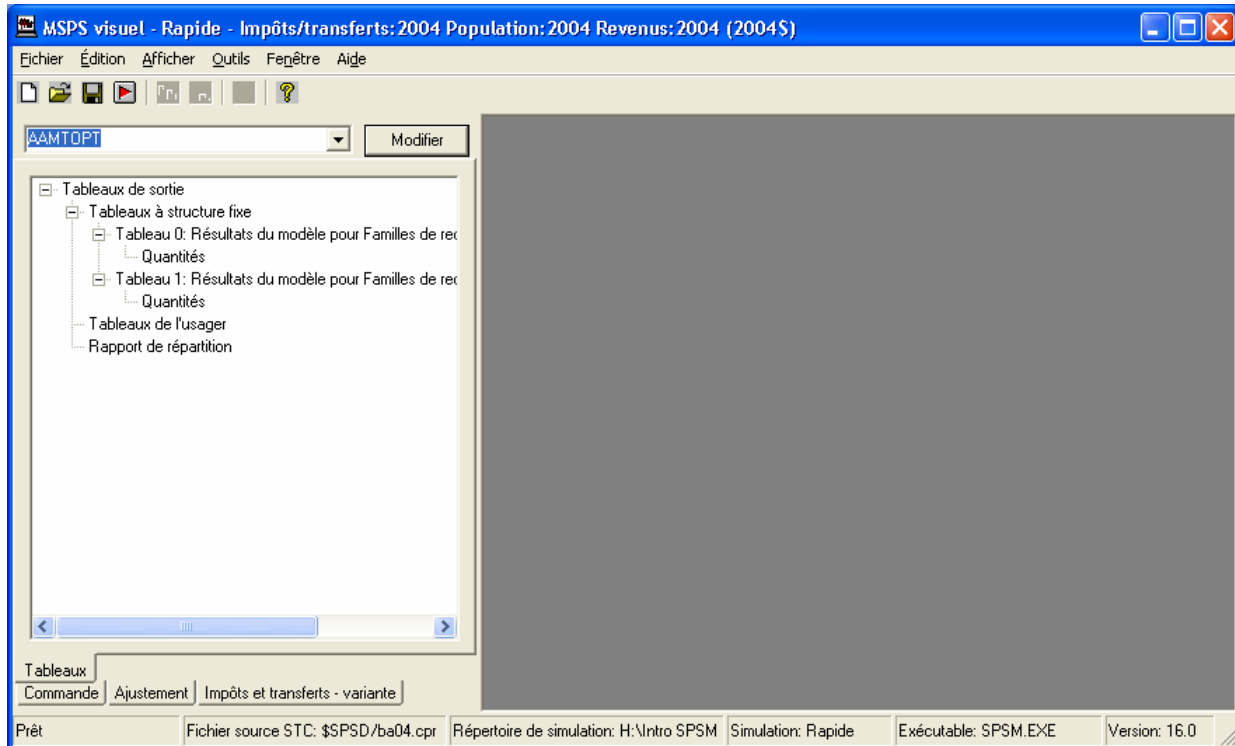 MSPS visuel - Rapide - Impôts/transferts: 2004 Population: 2004 Revenus: 2004 (2004$)
Fichier Édition Afficher Outils Fenêtre Aide
AAMTOPT Modifier
Tableaux de sortie
Tableaux à structure fixe
Tableau 0: Résultats du modèle pour Familles de rec
Quantités
Tableau 1: Résultats du modèle pour Familles de rec
Quantités
Tableaux de l'usager
Rapport de répartition
Tableaux
Commande Ajustement Impôts et transferts - variante
Prêt Fichier source STC: $SPSD/ba04.cpr Répertoire de simulation: H:\Intro SPSM Simulation: Rapide Exécutable: SPSM.EXE Version: 16.0